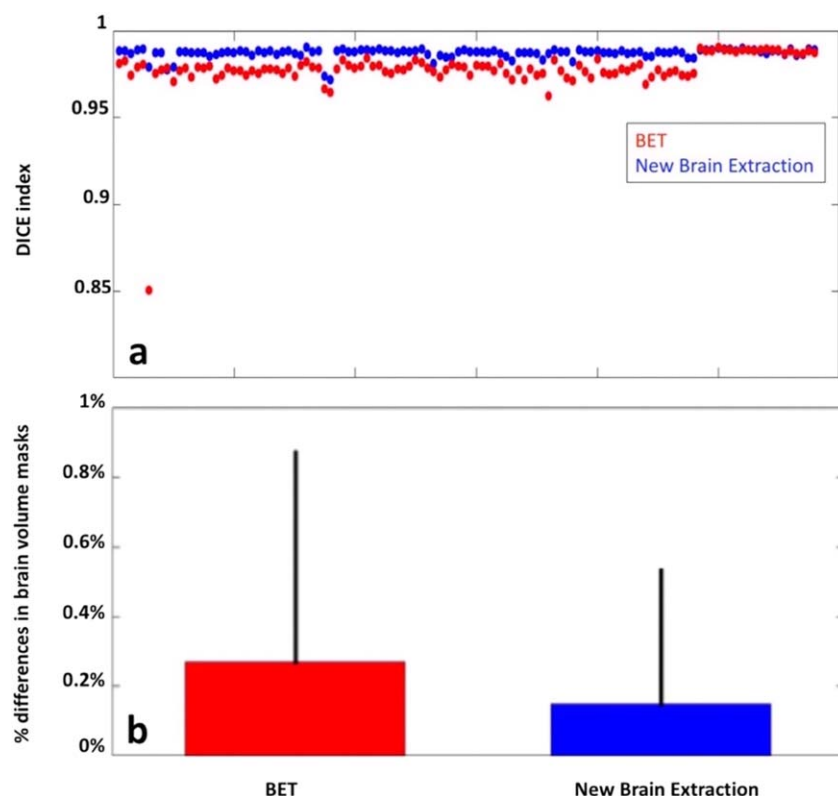 1
0.95
0.9
0.85
DICE index
BET
New Brain Extraction
a
1%
0.8%
0.6%
0.4%
0.2%
0%
% differences in brain volume masks
b
BET
New Brain Extraction